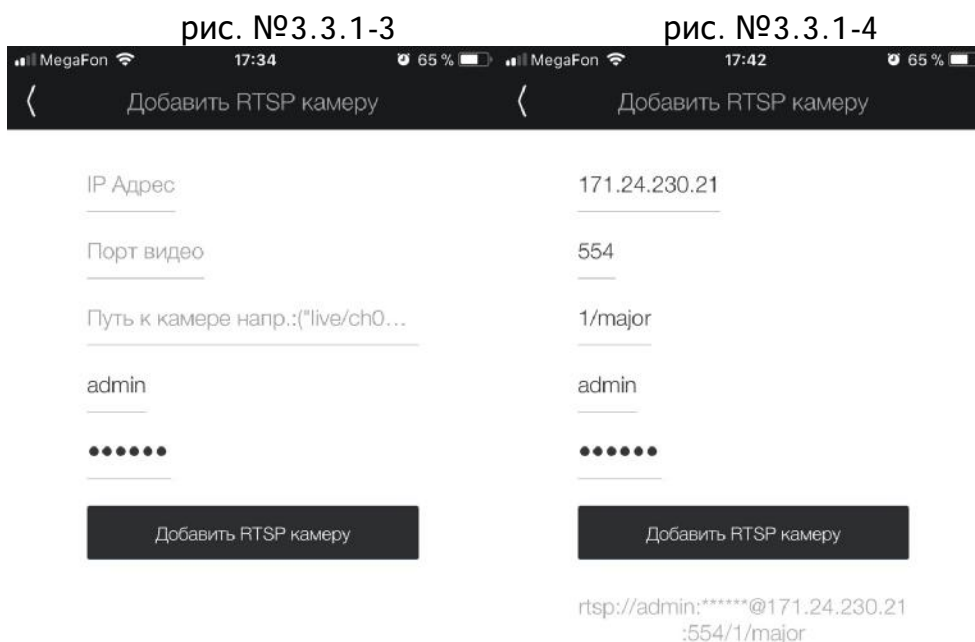 рис. №3.3.1-3
MegaFon 17:34 65 %
Добавить RTSP камеру
IP Адрес
Порт видео
Путь к камере напр.:("live/ch0...
admin
••••••
Добавить RTSP камеру
рис. №3.3.1-4
MegaFon 17:42 65 %
Добавить RTSP камеру
171.24.230.21
554
1/major
admin
••••••
Добавить RTSP камеру
rtsp://admin:******@171.24.230.21
:554/1/major